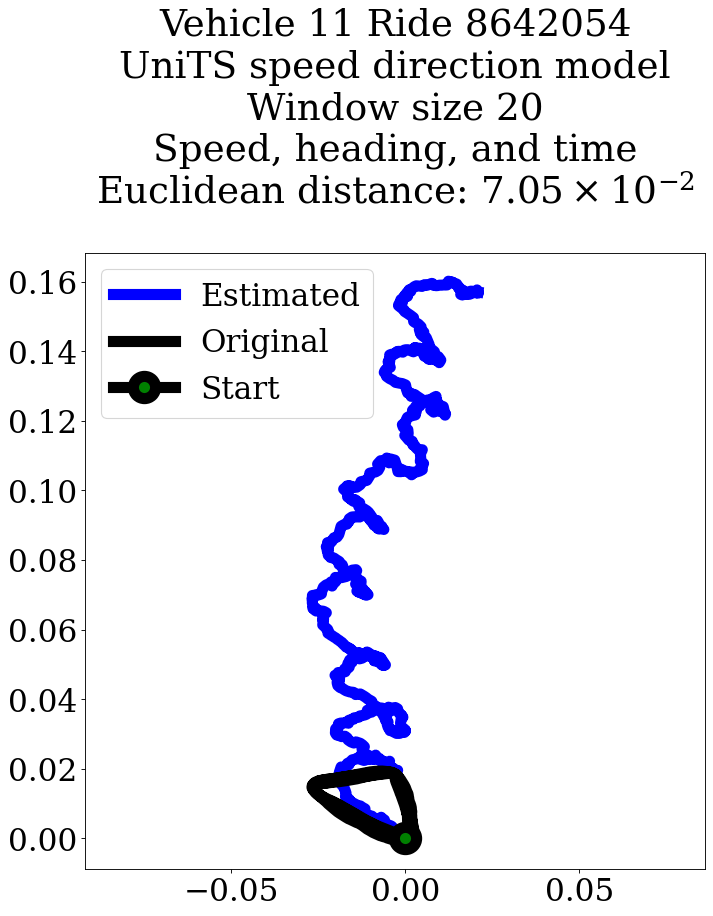 Vehicle 11 Ride 8642054
UniTS speed direction model
Window size 20
Speed, heading, and time
Euclidean distance: 7.05 × 10⁻²
Estimated
Original
Start
0.16
0.14
0.12
0.10
0.08
0.06
0.04
0.02
0.00
−0.05 0.00 0.05